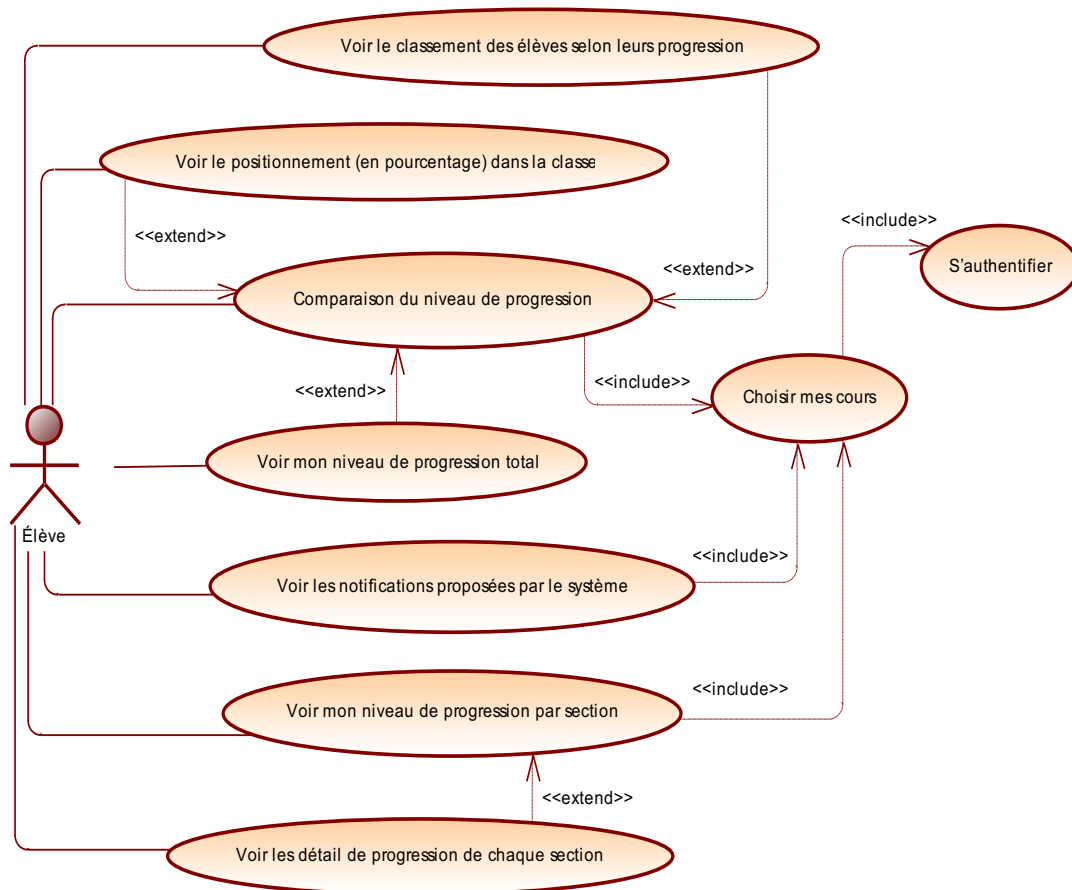 Voir le classement des élèves selon leurs progression
Voir le positionnement (en pourcentage) dans la classe
<<include>>
<<extend>>
S'authentifier
<<extend>>
Comparaison du niveau de progression
<<extend>>
<<include>>
Choisir mes cours
Voir mon niveau de progression total
Élève
<<include>>
Voir les notifications proposées par le système
<<include>>
Voir mon niveau de progression par section
<<extend>>
Voir les détail de progression de chaque section